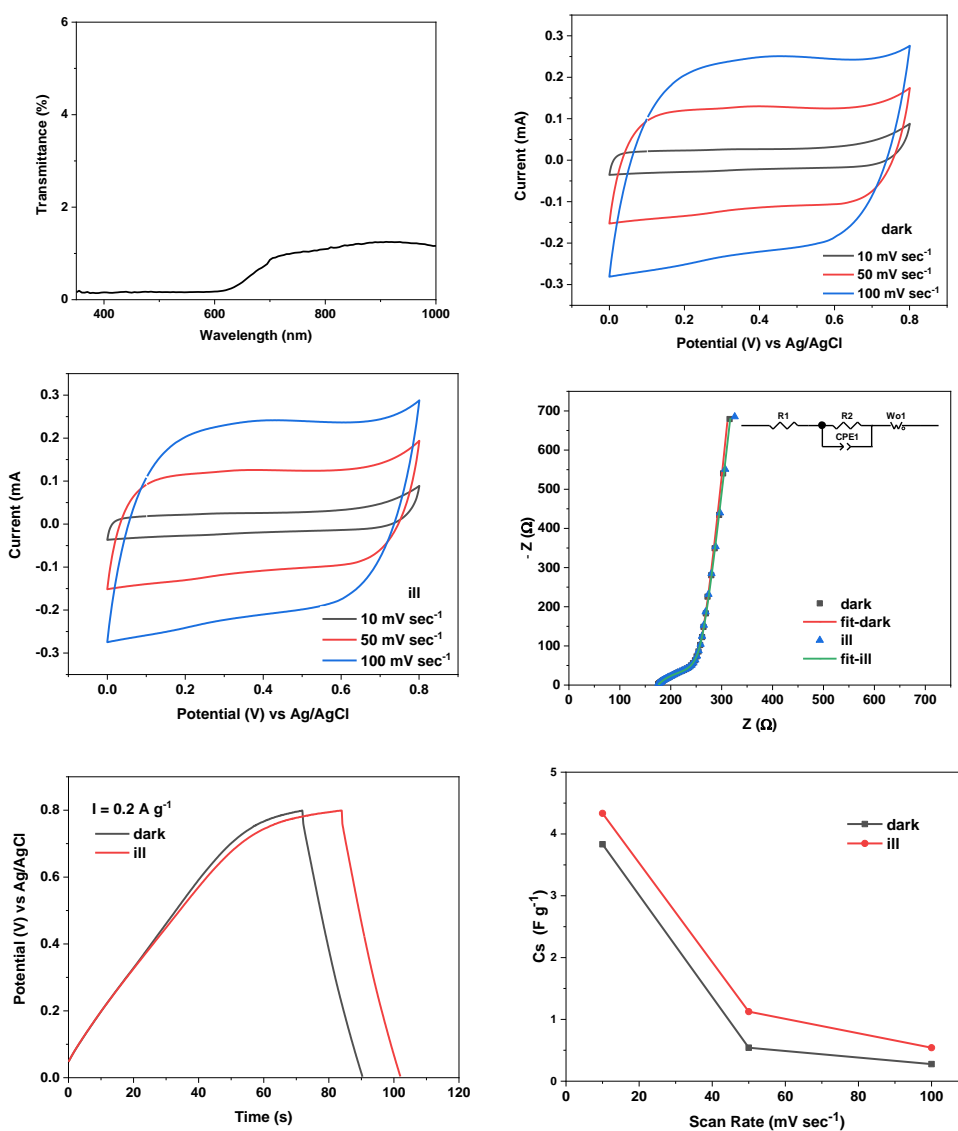 6
4
2
0
Transmittance (%)
400
600
800
1000
Wavelength (nm)
0.3
0.2
0.1
0.0
-0.1
-0.2
-0.3
Current (mA)
dark
10 mV sec⁻¹
50 mV sec⁻¹
100 mV sec⁻¹
0.0
0.2
0.4
0.6
0.8
Potential (V) vs Ag/AgCl
0.3
0.2
0.1
0.0
-0.1
-0.2
-0.3
Current (mA
ill
10 mV sec⁻¹
50 mV sec⁻¹
100 mV sec⁻¹
0.0
0.2
0.4
0.6
0.8
Potential (V) vs Ag/AgCl
700
600
500
400
300
200
100
0
- Z (Ω)
R1
R2
Wo1
CPE1
dark
fit-dark
ill
fit-ill
0
100
200
300
400
500
600
700
Z (Ω)
0.8
0.6
0.4
0.2
0.0
Potential (V) vs Ag/AgCl
I = 0.2 A g⁻¹
dark
ill
0
20
40
60
80
100
120
Time (s)
5
4
3
2
1
0
Cs (F g⁻¹)
dark
ill
0
20
40
60
80
100
Scan Rate (mV sec⁻¹)